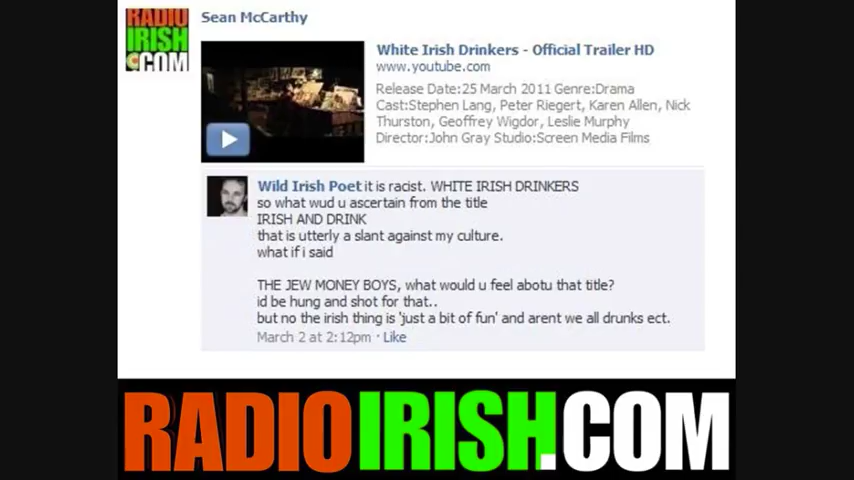 RADIO
IRISH
.COM
Sean McCarthy
White Irish Drinkers - Official Trailer HD
www.youtube.com
Release Date:25 March 2011 Genre:Drama
Cast:Stephen Lang, Peter Riegert, Karen Allen, Nick
Thurston, Geoffrey Wigdor, Leslie Murphy
Director:John Gray Studio:Screen Media Films
Wild Irish Poet it is racist. WHITE IRISH DRINKERS
so what wud u ascertain from the title
IRISH AND DRINK
that is utterly a slant against my culture.
what if i said
THE JEW MONEY BOYS, what would u feel abotu that title?
id be hung and shot for that..
but no the irish thing is 'just a bit of fun' and arent we all drunks ect.
March 2 at 2:12pm · Like
RADIOIRISH.COM